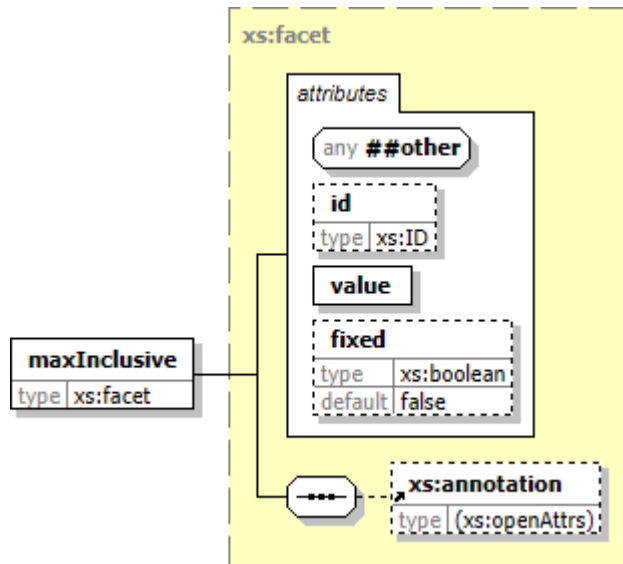 xs:facet
attributes
any ##other
id
type xs:ID
value
fixed
type xs:boolean
default false
maxInclusive
type xs:facet
xs:annotation
type (xs:openAttrs)